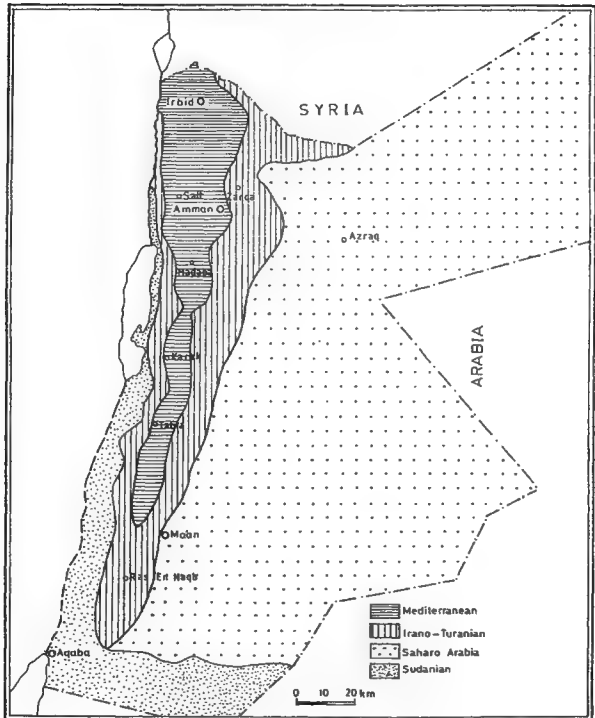 Irbid
SYRIA
Salt
Zarqa
Amman
Azraq
Madaba
ARABIA
Karak
Tafila
Maan
Ras En Naqb
Aqaba
Mediterranean
Irano-Turanian
Saharo Arabia
Sudanian
0 10 20 km